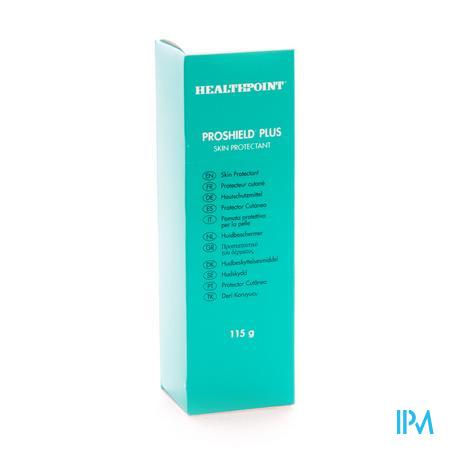 HEALTHPOINT
PROSHIELD PLUS
SKIN PROTECTANT
EN Skin Protectant
FR Protecteur cutané
DE Hautschutzmittel
ES Protector Cutáneo
IT Pomata protettiva
per la pelle
NL Huidbeschermer
GR Προστατευτικό
του δέρματος
DK Hudbeskyttelsesmiddel
SE Hudskydd
PT Protector Cutâneo
TK Deri Koruyucu
115 g
IPM